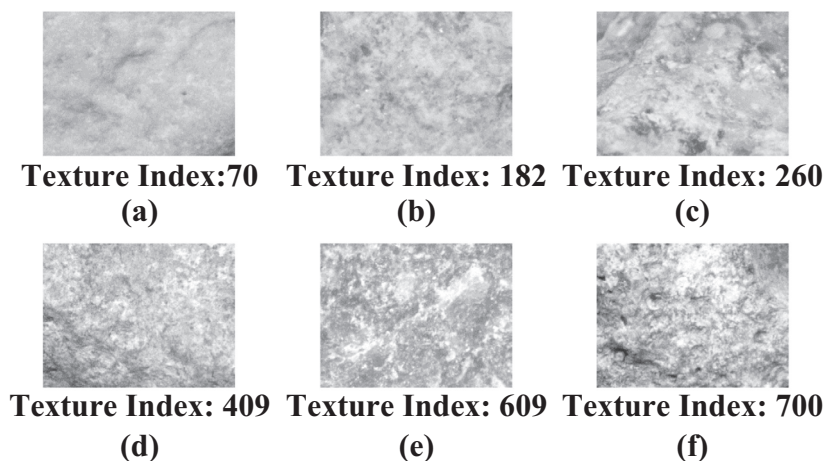 Texture Index:70 Texture Index: 182 Texture Index: 260
(a) (b) (c)
Texture Index: 409 Texture Index: 609 Texture Index: 700
(d) (e) (f)